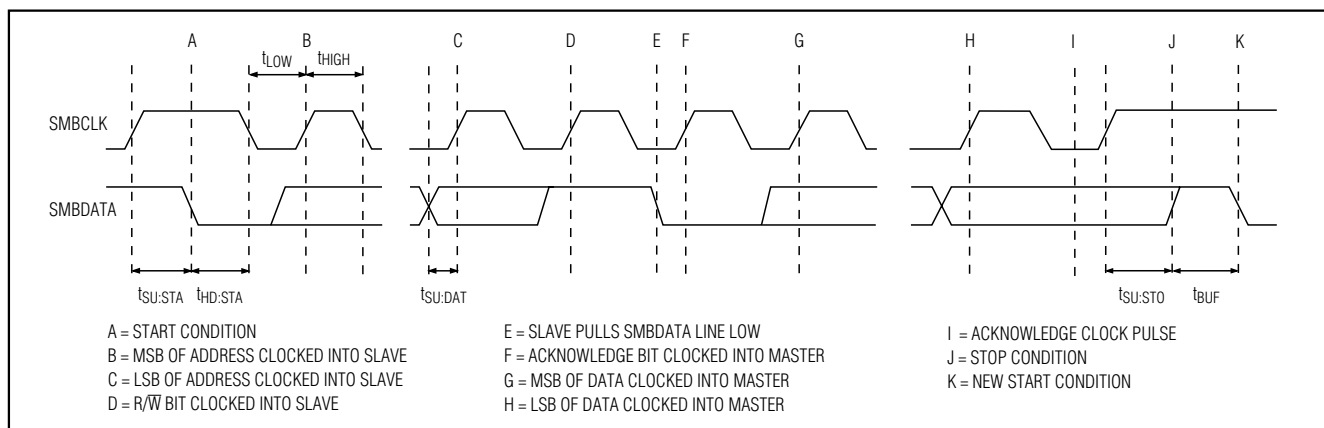 A B C D E F G H I J K
tLOW tHIGH
SMBCLK
SMBDATA
tSU:STA tHD:STA tSU:DAT tSU:STO tBUF
A = START CONDITION
B = MSB OF ADDRESS CLOCKED INTO SLAVE
C = LSB OF ADDRESS CLOCKED INTO SLAVE
D = R/W̅ BIT CLOCKED INTO SLAVE
E = SLAVE PULLS SMBDATA LINE LOW
F = ACKNOWLEDGE BIT CLOCKED INTO MASTER
G = MSB OF DATA CLOCKED INTO MASTER
H = LSB OF DATA CLOCKED INTO MASTER
I = ACKNOWLEDGE CLOCK PULSE
J = STOP CONDITION
K = NEW START CONDITION